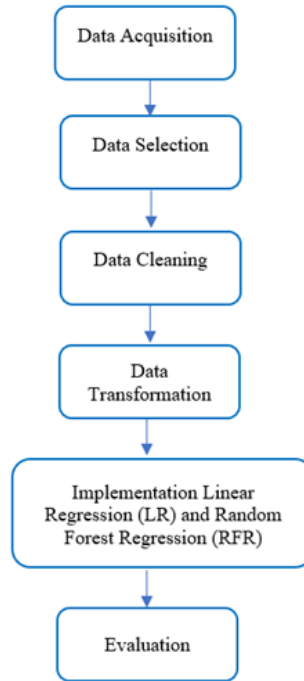 Data Acquisition
Data Selection
Data Cleaning
Data
Transformation
Implementation Linear
Regression (LR) and Random
Forest Regression (RFR)
Evaluation